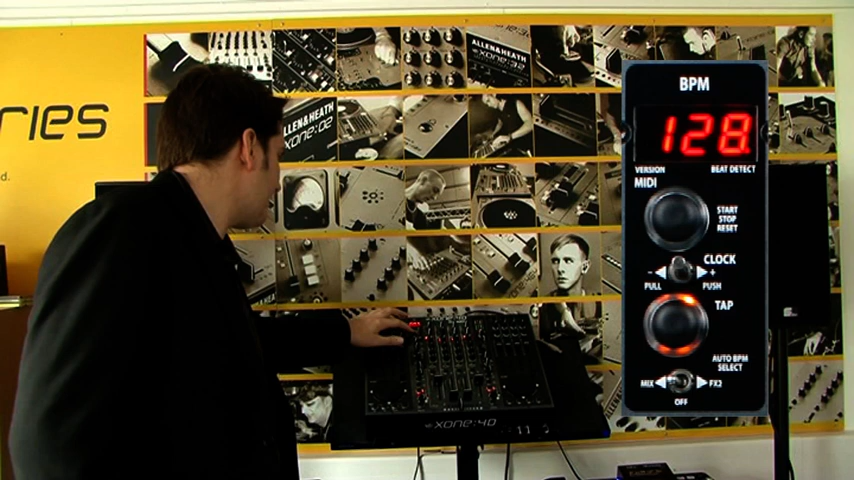 ries
d.
ALLEN&HEATH
XONE:02
ALLEN&HEATH
XONE:3D
BPM
128.
VERSION
BEAT DETECT
MIDI
START
STOP
RESET
CLOCK
- +
PULL PUSH
TAP
AUTO BPM
SELECT
MIX FX2
OFF
XONE:4D